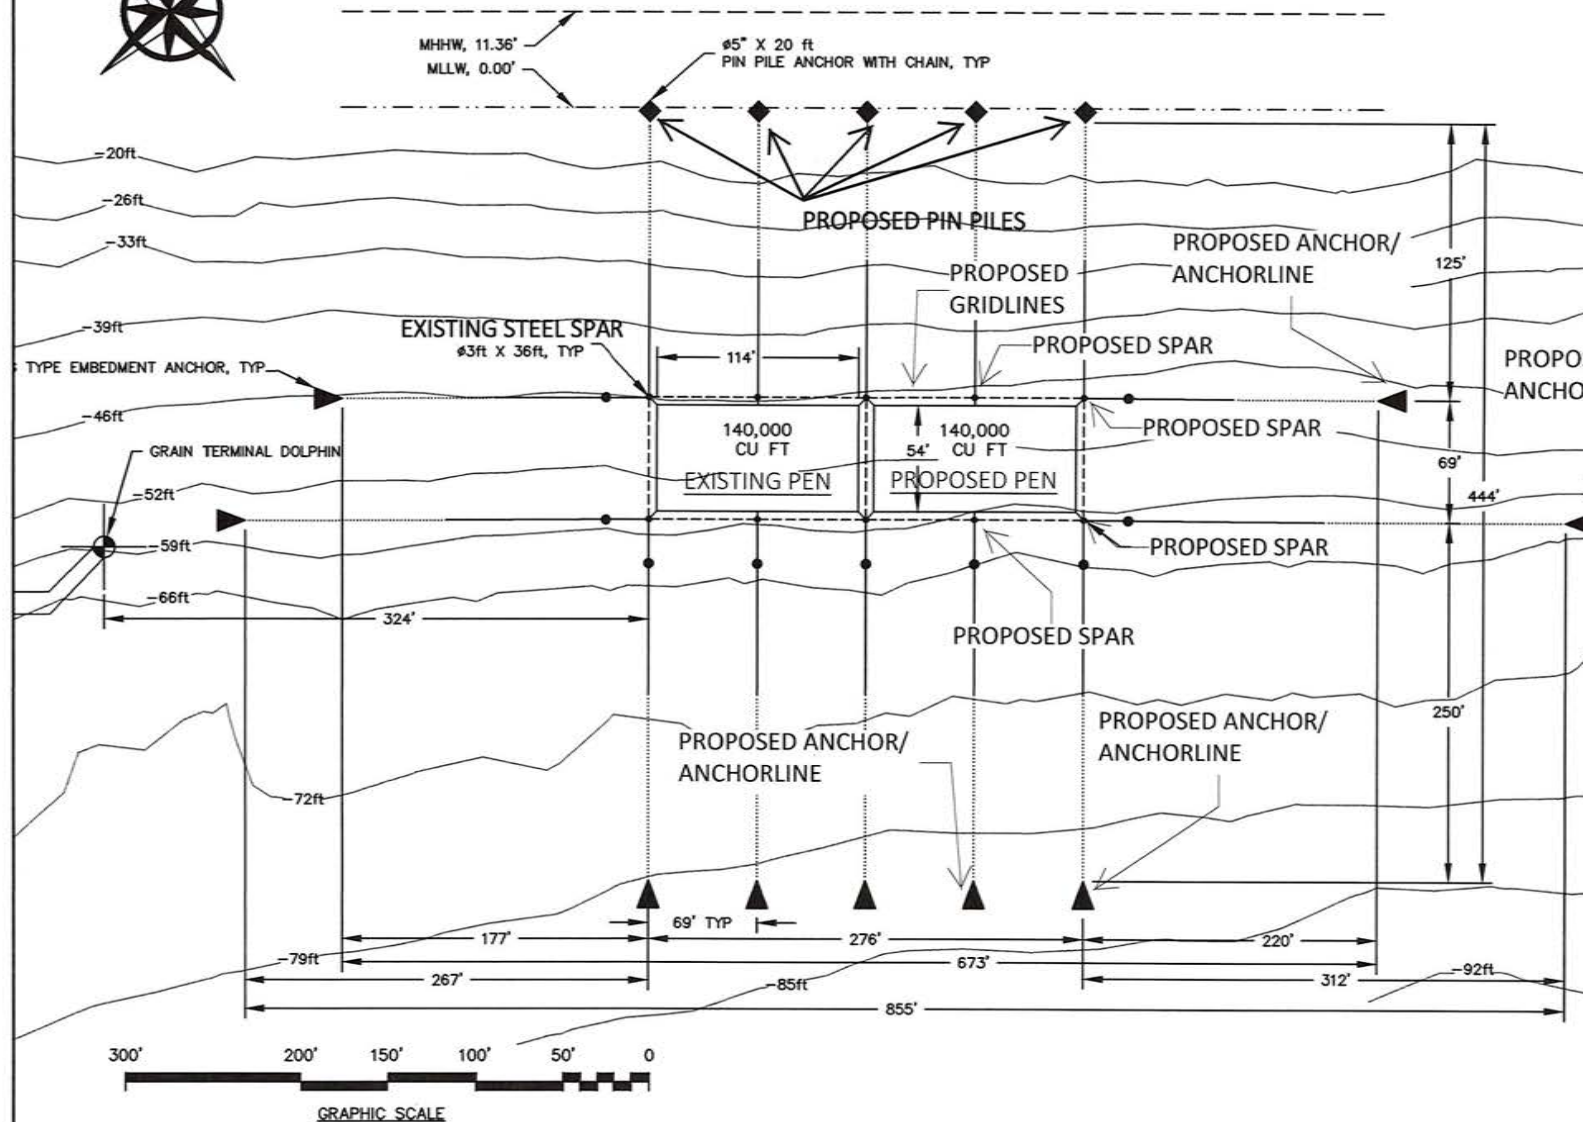 MHHW, 11.36'
MLLW, 0.00'
ø5" X 20 ft
PIN PILE ANCHOR WITH CHAIN, TYP
-20ft
-26ft
-33ft
-39ft
-46ft
-52ft
-59ft
-66ft
-72ft
-79ft
-85ft
-92ft
PROPOSED PIN PILES
PROPOSED ANCHOR/
ANCHORLINE
125'
PROPOSED
GRIDLINES
EXISTING STEEL SPAR
ø3ft X 36ft, TYP
114'
PROPOSED SPAR
PROPO
ANCHO
TYPE EMBEDMENT ANCHOR, TYP
140,000
CU FT
EXISTING PEN
54'
140,000
CU FT
PROPOSED PEN
PROPOSED SPAR
69'
444'
GRAIN TERMINAL DOLPHIN
PROPOSED SPAR
324'
PROPOSED SPAR
250'
PROPOSED ANCHOR/
ANCHORLINE
PROPOSED ANCHOR/
ANCHORLINE
69' TYP
177'
276'
220'
673'
267'
312'
855'
300' 200' 150' 100' 50' 0
GRAPHIC SCALE